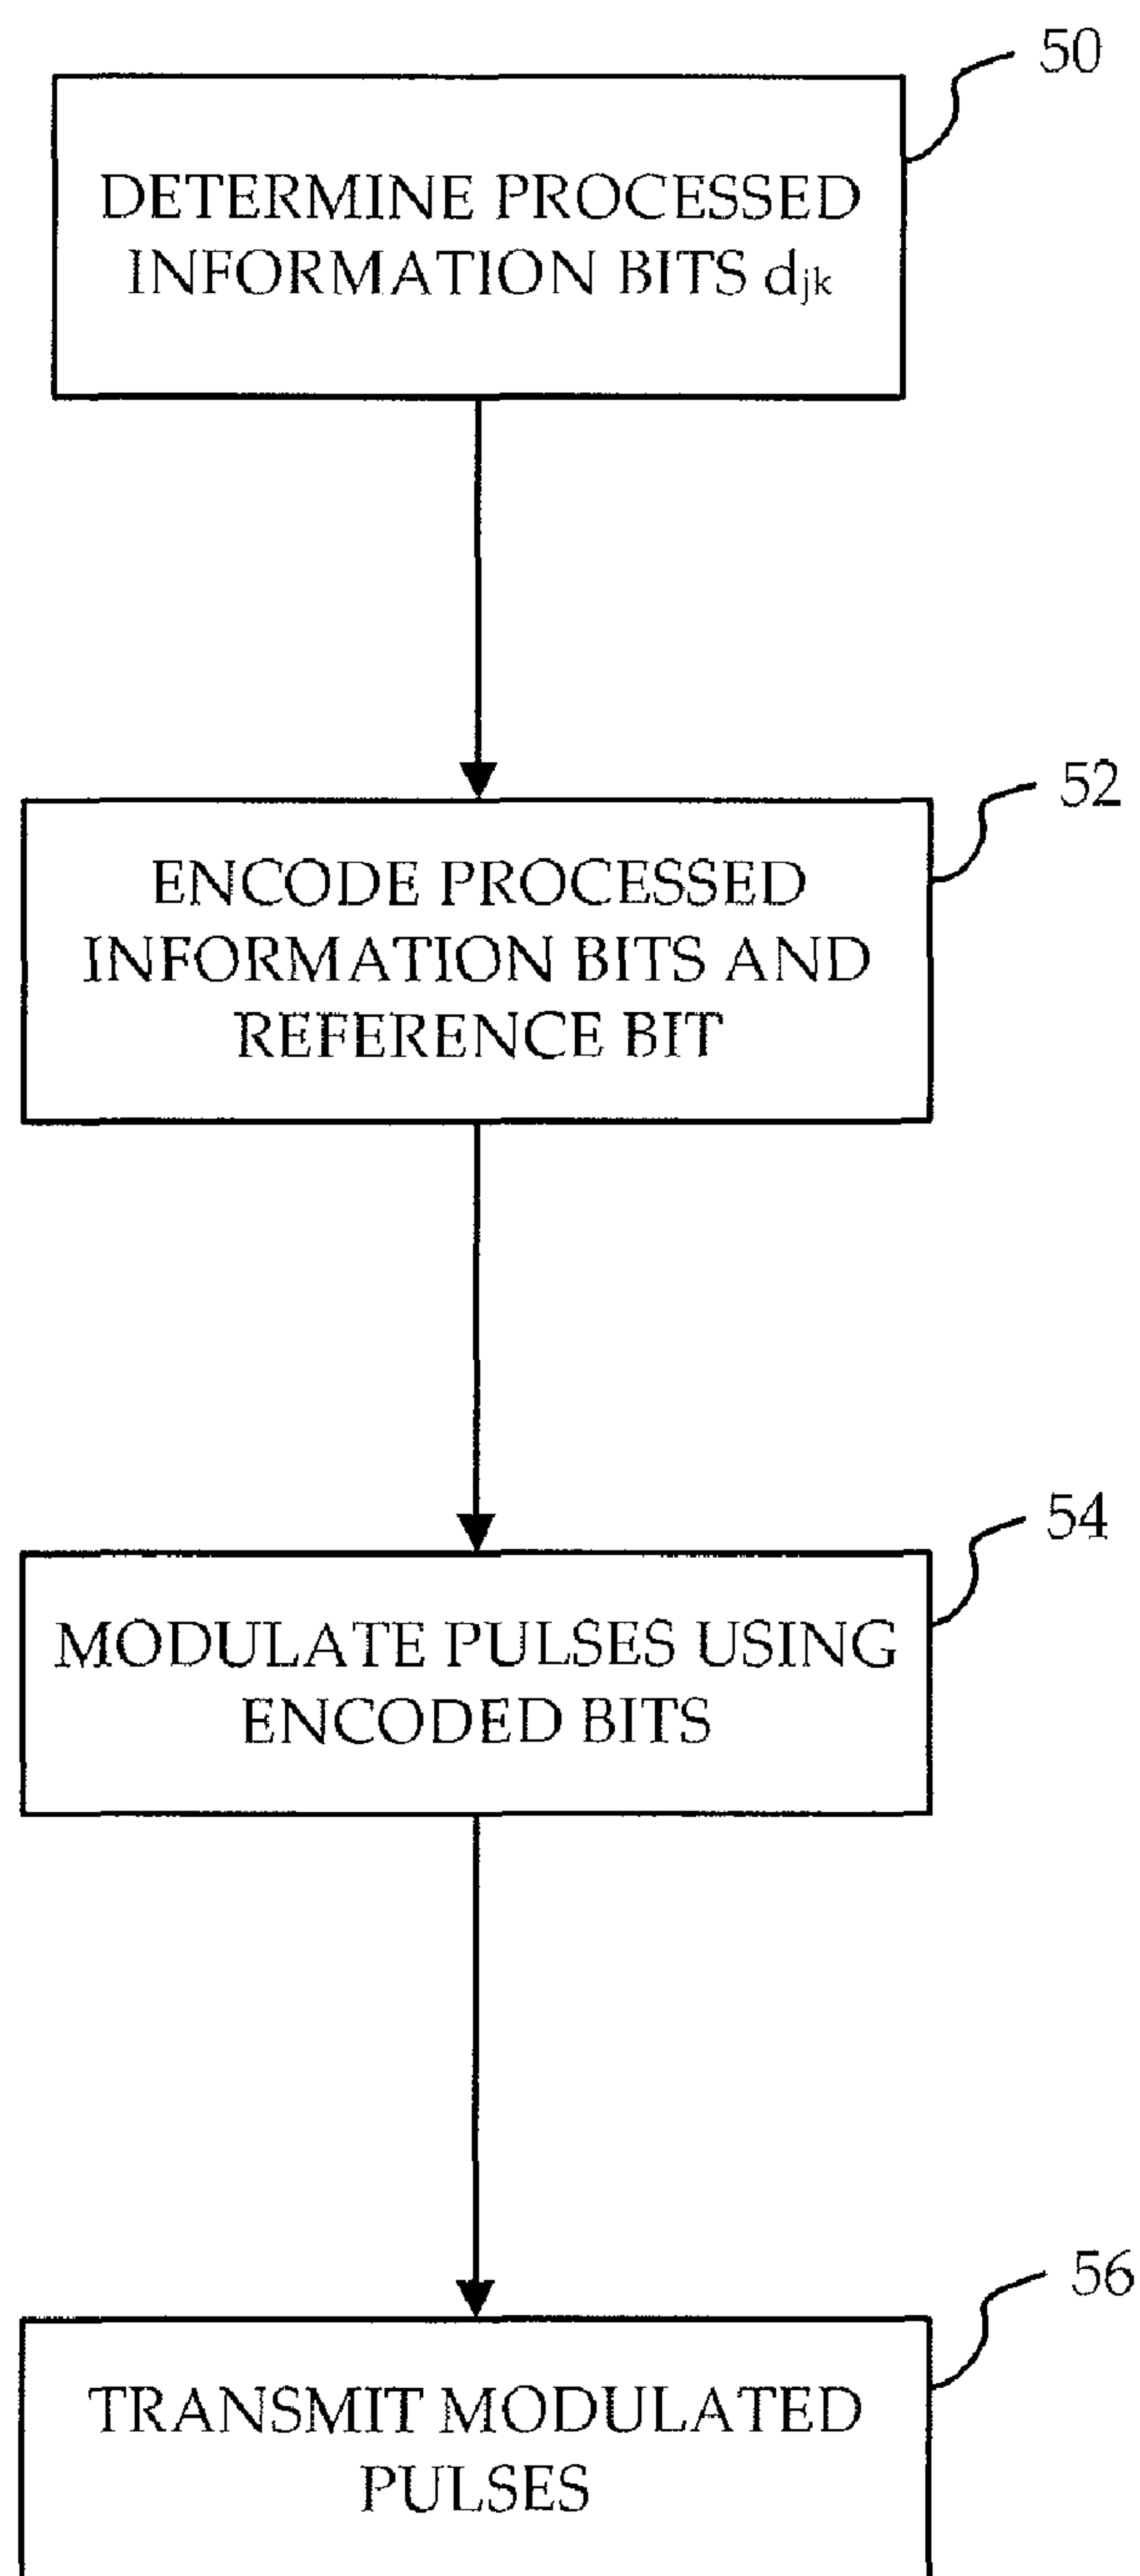 50
DETERMINE PROCESSED
INFORMATION BITS djk
52
ENCODE PROCESSED
INFORMATION BITS AND
REFERENCE BIT
54
MODULATE PULSES USING
ENCODED BITS
56
TRANSMIT MODULATED
PULSES